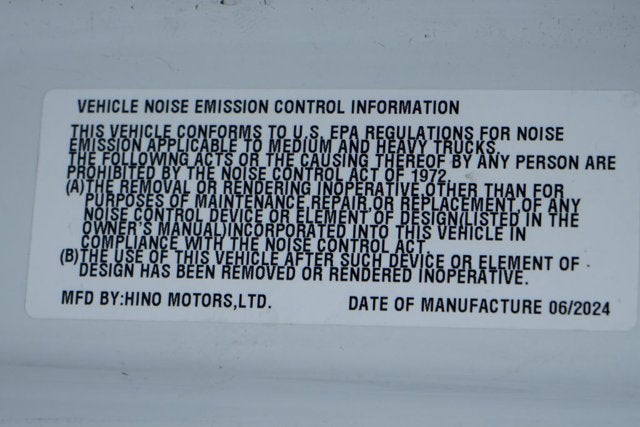 VEHICLE NOISE EMISSION CONTROL INFORMATION
THIS VEHICLE CONFORMS TO U.S. EPA REGULATIONS FOR NOISE
EMISSION APPLICABLE TO MEDIUM AND HEAVY TRUCKS.
THE FOLLOWING ACTS OR THE CAUSING THEREOF BY ANY PERSON ARE
PROHIBITED BY THE NOISE CONTROL ACT OF 1972.
(A)THE REMOVAL OR RENDERING INOPERATIVE,OTHER THAN FOR
PURPOSES OF MAINTENANCE,REPAIR,OR REPLACEMENT,OF ANY
NOISE CONTROL DEVICE OR ELEMENT OF DESIGN(LISTED IN THE
OWNER'S MANUAL)INCORPORATED INTO THIS VEHICLE IN
COMPLIANCE WITH THE NOISE CONTROL ACT
(B)THE USE OF THIS VEHICLE AFTER SUCH DEVICE OR ELEMENT OF
DESIGN HAS BEEN REMOVED OR RENDERED INOPERATIVE.
MFD BY:HINO MOTORS,LTD. DATE OF MANUFACTURE 06/2024